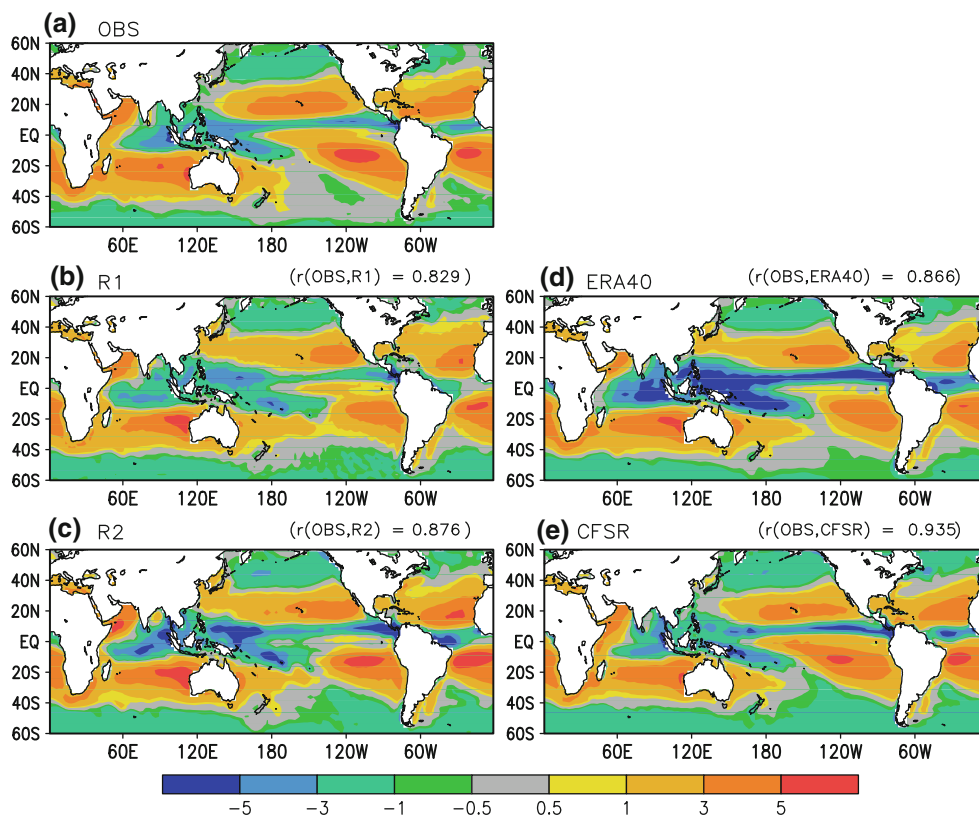 (a) OBS
60N
40N
20N
EQ
20S
40S
60S
60E 120E 180 120W 60W
(b) R1 (r(OBS,R1) = 0.829)
60N
40N
20N
EQ
20S
40S
60S
60E 120E 180 120W 60W
(d) ERA40 (r(OBS,ERA40) = 0.866)
60N
40N
20N
EQ
20S
40S
60S
60E 120E 180 120W 60W
(c) R2 (r(OBS,R2) = 0.876)
60N
40N
20N
EQ
20S
40S
60S
60E 120E 180 120W 60W
(e) CFSR (r(OBS,CFSR) = 0.935)
60N
40N
20N
EQ
20S
40S
60S
60E 120E 180 120W 60W
−5 −3 −1 −0.5 0.5 1 3 5